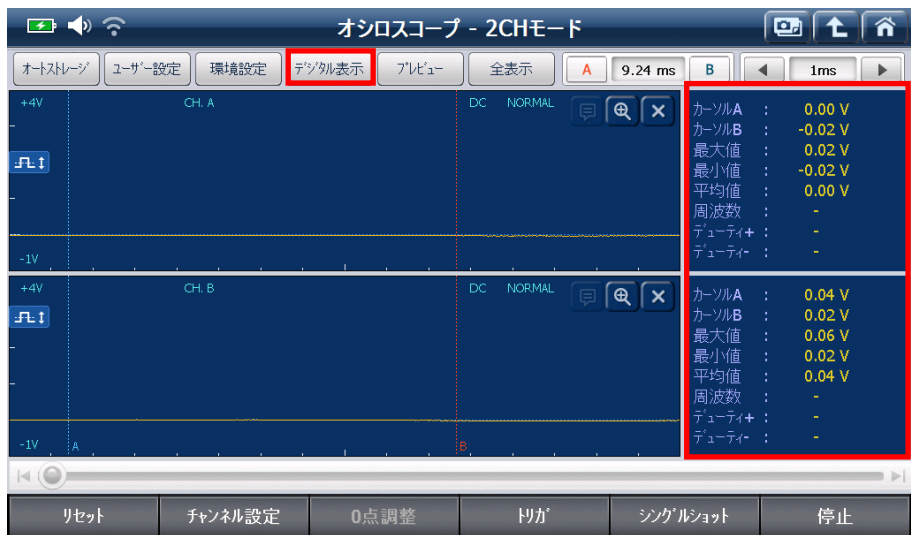 オシロスコープ - 2CHモード
ｵｰﾄｽﾄﾚｰｼﾞ ﾕｰｻﾞｰ設定 環境設定 ﾃﾞｼﾞﾀﾙ表示 ﾌﾟﾚﾋﾞｭｰ 全表示 A 9.24 ms B 1ms
+4V CH. A DC NORMAL
-1V
カーソルA : 0.00 V
カーソルB : -0.02 V
最大値 : 0.02 V
最小値 : -0.02 V
平均値 : 0.00 V
周波数 : -
ﾃﾞｭｰﾃｨ+ : -
ﾃﾞｭｰﾃｨ- : -
+4V CH. B DC NORMAL
-1V A B
カーソルA : 0.04 V
カーソルB : 0.02 V
最大値 : 0.06 V
最小値 : 0.02 V
平均値 : 0.04 V
周波数 : -
ﾃﾞｭｰﾃｨ+ : -
ﾃﾞｭｰﾃｨ- : -
ﾘｾｯﾄ ﾁｬﾝﾈﾙ設定 0点調整 ﾄﾘｶﾞ ｼﾝｸﾞﾙｼｮｯﾄ 停止